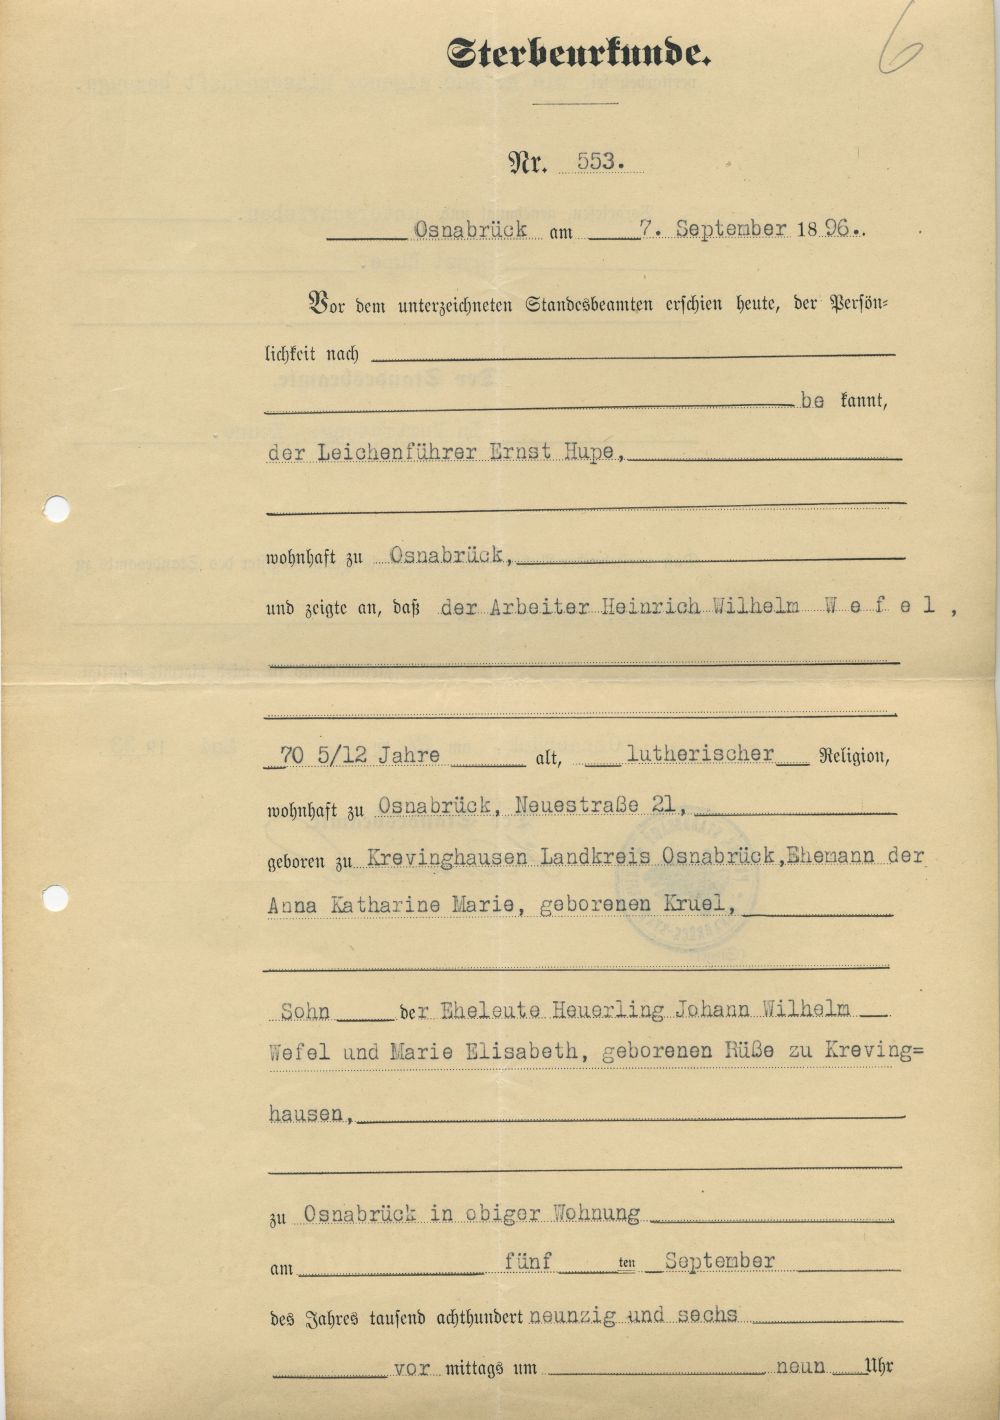 6
Sterbeurkunde.
Nr. 553.
Osnabrück am 7. September 1896.
Vor dem unterzeichneten Standesbeamten erschien heute, der Persön=
lichkeit nach
be kannt,
der Leichenführer Ernst Hupe,
wohnhaft zu Osnabrück,
und zeigte an, daß der Arbeiter Heinrich Wilhelm W e f e l ,
70 5/12 Jahre alt, lutherischer Religion,
wohnhaft zu Osnabrück, Neuestraße 21,
geboren zu Krevinghausen Landkreis Osnabrück,Ehemann der
Anna Katharine Marie, geborenen Kruel,
Sohn der Eheleute Heuerling Johann Wilhelm
Wefel und Marie Elisabeth, geborenen Rüße zu Kreving=
hausen,
zu Osnabrück in obiger Wohnung
am fünf ten September
des Jahres tausend achthundert neunzig und sechs
vor mittags um neun Uhr